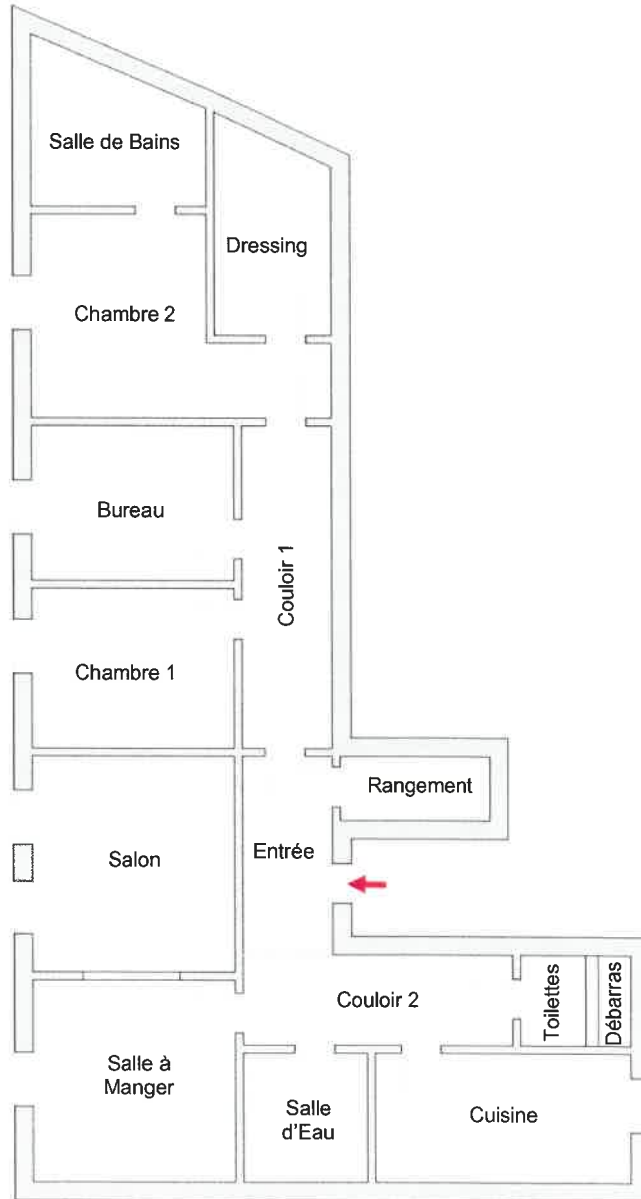 Salle de Bains
Dressing
Chambre 2
Bureau
Couloir 1
Chambre 1
Rangement
Salon
Entrée
Couloir 2
Toilettes
Débarras
Salle à
Manger
Salle
d'Eau
Cuisine